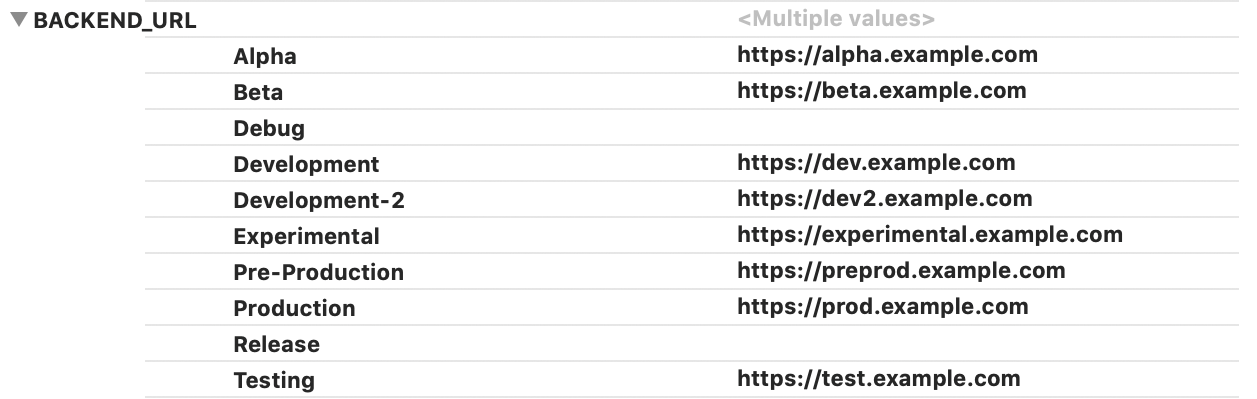 BACKEND_URL <Multiple values>
Alpha https://alpha.example.com
Beta https://beta.example.com
Debug
Development https://dev.example.com
Development-2 https://dev2.example.com
Experimental https://experimental.example.com
Pre-Production https://preprod.example.com
Production https://prod.example.com
Release
Testing https://test.example.com